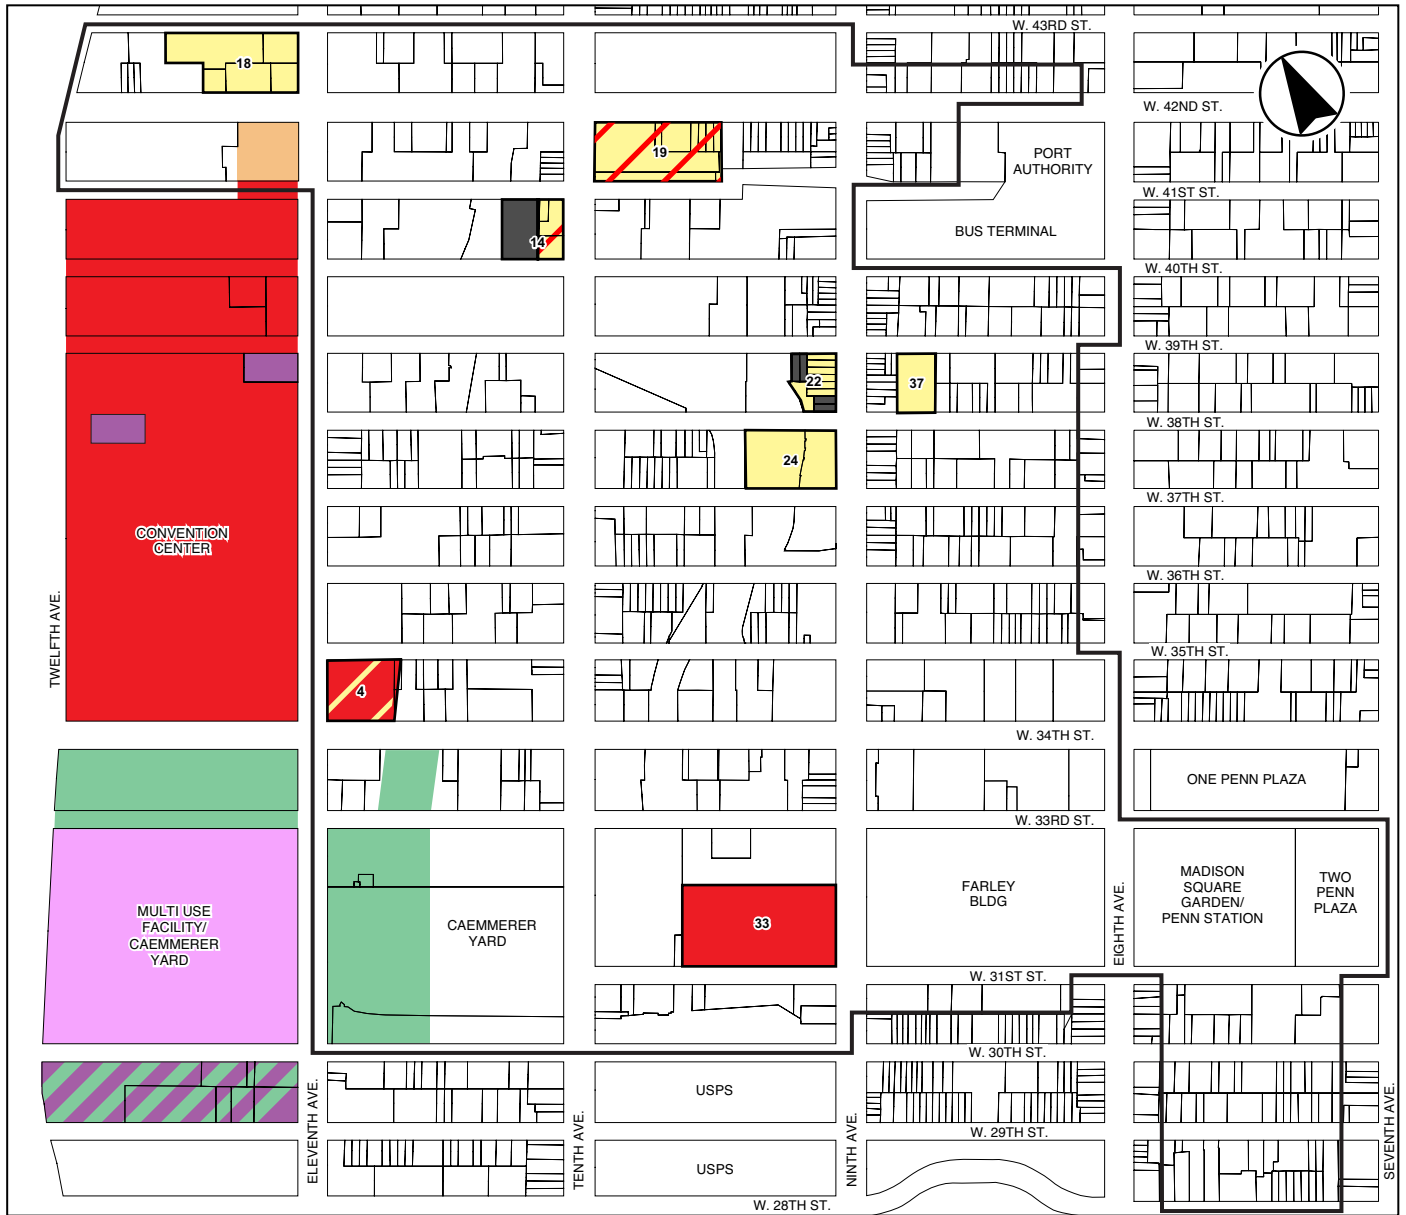 W. 43RD ST.
18
W. 42ND ST.
19
PORT
AUTHORITY
W. 41ST ST.
14
BUS TERMINAL
W. 40TH ST.
W. 39TH ST.
22
37
W. 38TH ST.
24
W. 37TH ST.
CONVENTION
CENTER
W. 36TH ST.
TWELFTH AVE.
W. 35TH ST.
4
W. 34TH ST.
ONE PENN PLAZA
W. 33RD ST.
MULTI USE
FACILITY/
CAEMMERER
YARD
CAEMMERER
YARD
33
FARLEY
BLDG
EIGHTH AVE.
MADISON
SQUARE
GARDEN/
PENN STATION
TWO
PENN
PLAZA
W. 31ST ST.
W. 30TH ST.
ELEVENTH AVE.
TENTH AVE.
USPS
NINTH AVE.
W. 29TH ST.
SEVENTH AVE.
USPS
W. 28TH ST.